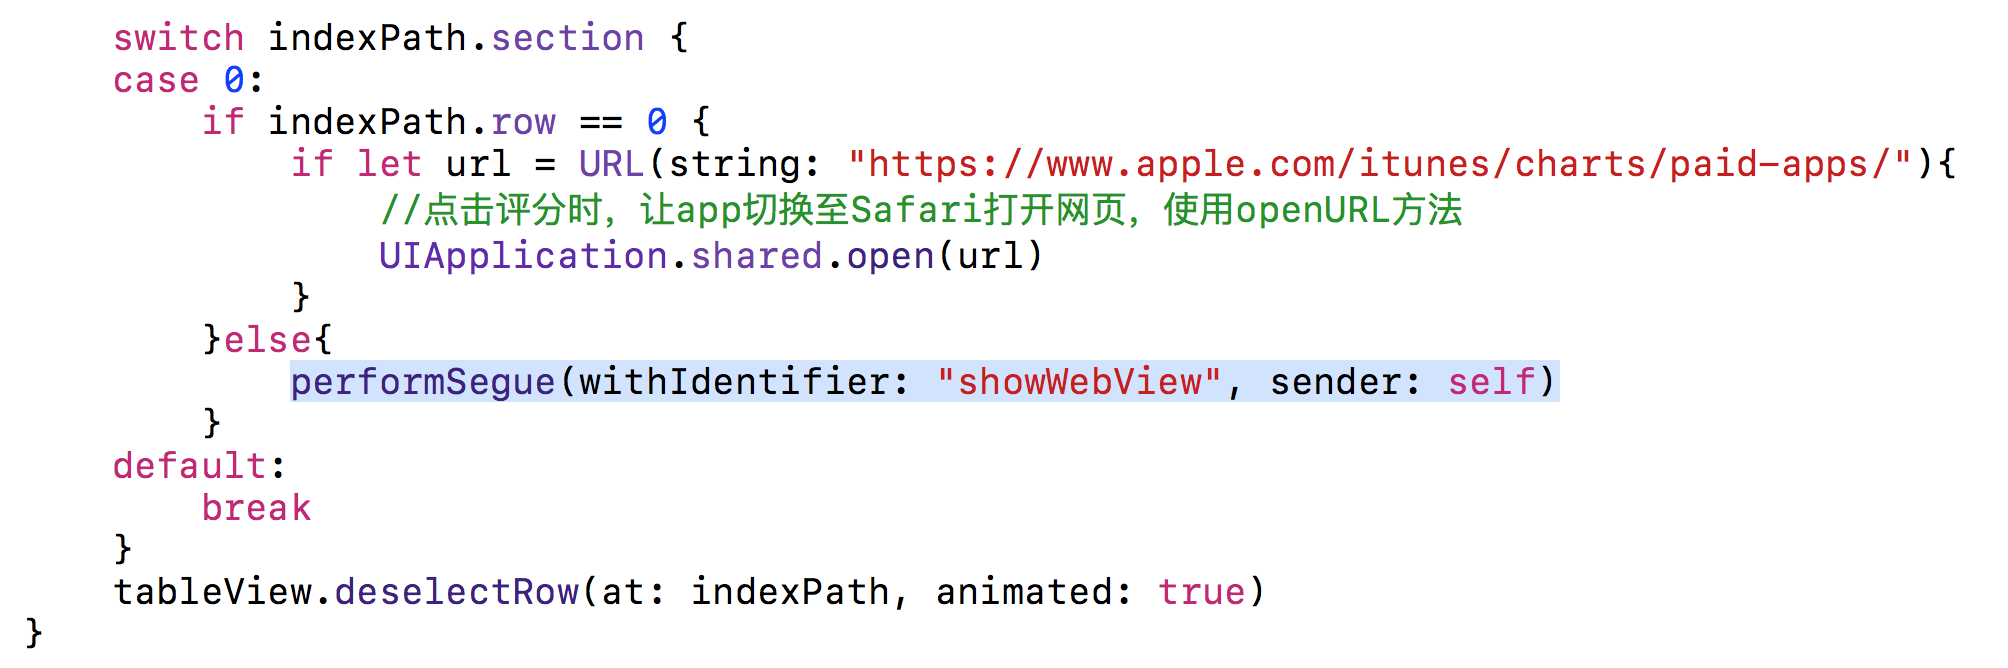 switch indexPath.section {
case 0:
if indexPath.row == 0 {
if let url = URL(string: "https://www.apple.com/itunes/charts/paid-apps/"){
//点击评分时，让app切换至Safari打开网页，使用openURL方法
UIApplication.shared.open(url)
}
}else{
performSegue(withIdentifier: "showWebView", sender: self)
}
default:
break
}
tableView.deselectRow(at: indexPath, animated: true)
}